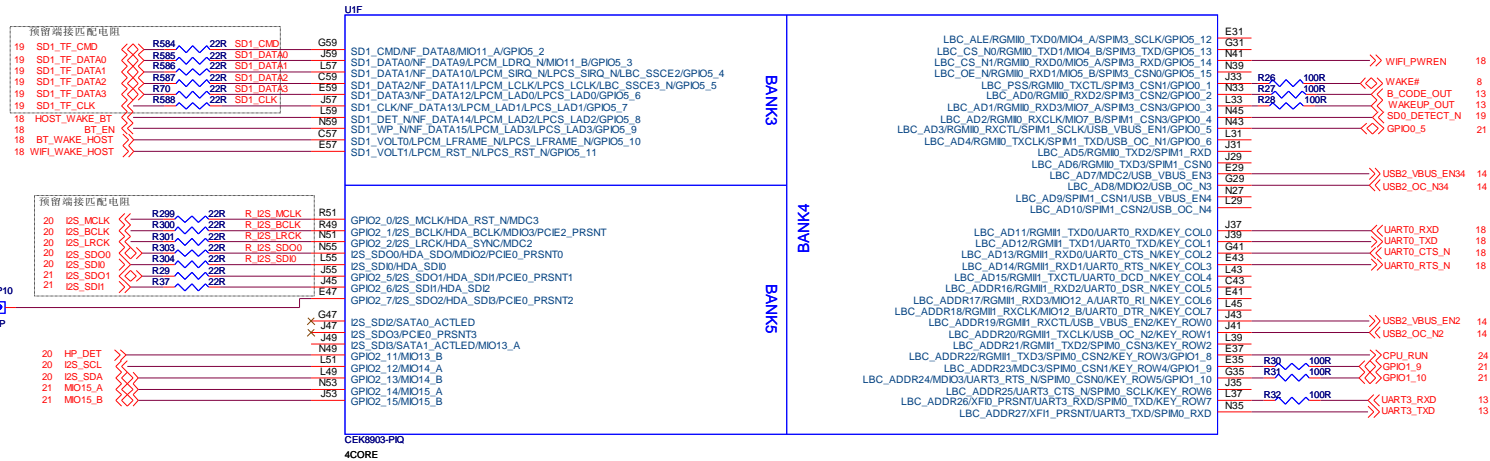 U1F
预留端接匹配电阻
19 SD1_TF_CMD R584 22R SD1_CMD G59 SD1_CMD/NF_DATA8/MIO11_A/GPIO5_2
19 SD1_TF_DATA0 R585 22R SD1_DATA0 J59 SD1_DATA0/NF_DATA9/LPCM_LDRQ_N/MIO11_B/GPIO5_3
19 SD1_TF_DATA1 R586 22R SD1_DATA1 L57 SD1_DATA1/NF_DATA10/LPCM_SIRQ_N/LPCS_SIRQ_N/LBC_SSCE2/GPIO5_4
19 SD1_TF_DATA2 R587 22R SD1_DATA2 C59 SD1_DATA2/NF_DATA11/LPCM_LCLK/LPCS_LCLK/LBC_SSCE3_N/GPIO5_5
19 SD1_TF_DATA3 R70 22R SD1_DATA3 E59 SD1_DATA3/NF_DATA12/LPCM_LAD0/LPCS_LAD0/GPIO5_6
19 SD1_TF_CLK R588 22R SD1_CLK J57 SD1_CLK/NF_DATA13/LPCM_LAD1/LPCS_LAD1/GPIO5_7
L59 SD1_DET_N/NF_DATA14/LPCM_LAD2/LPCS_LAD2/GPIO5_8
18 HOST_WAKE_BT N59 SD1_WP_N/NF_DATA15/LPCM_LAD3/LPCS_LAD3/GPIO5_9
18 BT_EN C57 SD1_VOLT0/LPCM_LFRAME_N/LPCS_LFRAME_N/GPIO5_10
18 BT_WAKE_HOST E57 SD1_VOLT1/LPCM_RST_N/LPCS_RST_N/GPIO5_11
18 WIFI_WAKE_HOST
BANK3
预留端接匹配电阻
20 I2S_MCLK R299 22R R_I2S_MCLK R51 GPIO2_0/I2S_MCLK/HDA_RST_N/MDC3
20 I2S_BCLK R300 22R R_I2S_BCLK R49 GPIO2_1/I2S_BCLK/HDA_BCLK/MDIO3/PCIE2_PRSNT
20 I2S_LRCK R301 22R R_I2S_LRCK N51 GPIO2_2/I2S_LRCK/HDA_SYNC/MDC2
20 I2S_SDO0 R303 22R R_I2S_SDO0 N55 I2S_SDO0/HDA_SDO/MDIO2/PCIE0_PRSNT0
20 I2S_SDI0 R304 22R R_I2S_SDI0 L55 I2S_SDI0/HDA_SDI0
21 I2S_SDO1 R29 22R J55 GPIO2_5/I2S_SDO1/HDA_SDI1/PCIE0_PRSNT1
21 I2S_SDI1 R37 22R J45 GPIO2_6/I2S_SDI1/HDA_SDI2
E47 GPIO2_7/I2S_SDO2/HDA_SDI3/PCIE0_PRSNT2
P10
P
G47 I2S_SDI2/SATA0_ACTLED
J47 I2S_SDO3/PCIE0_PRSNT3
J49 I2S_SDI3/SATA1_ACTLED/MIO13_A
N49 GPIO2_11/MIO13_B
20 HP_DET L51 GPIO2_12/MIO14_A
20 I2S_SCL L49 GPIO2_13/MIO14_B
20 I2S_SDA N53 GPIO2_14/MIO15_A
21 MIO15_A J53 GPIO2_15/MIO15_B
21 MIO15_B
BANK5
BANK4
LBC_ALE/RGMII0_TXD0/MIO4_A/SPIM3_SCLK/GPIO5_12 E31
LBC_CS_N0/RGMII0_TXD1/MIO4_B/SPIM3_TXD/GPIO5_13 G31
LBC_CS_N1/RGMII0_RXD0/MIO5_A/SPIM3_RXD/GPIO5_14 N41 WIFI_PWREN 18
LBC_OE_N/RGMII0_RXD1/MIO5_B/SPIM3_CSN0/GPIO5_15 N39
LBC_PSS/RGMII0_TXCTL/SPIM3_CSN1/GPIO0_1 J33 R26 100R WAKE# 8
LBC_AD0/RGMII0_RXD2/SPIM3_CSN2/GPIO0_2 N33 R27 100R B_CODE_OUT 13
LBC_AD1/RGMII0_RXD3/MIO7_A/SPIM3_CSN3/GPIO0_3 L33 R28 100R WAKEUP_OUT 13
LBC_AD2/RGMII0_RXCLK/MIO7_B/SPIM1_CSN3/GPIO0_4 N45 SD0_DETECT_N 19
LBC_AD3/RGMII0_RXCTL/SPIM1_SCLK/USB_VBUS_EN1/GPIO0_5 N43 GPIO0_5 21
LBC_AD4/RGMII0_TXCLK/SPIM1_TXD/USB_OC_N1/GPIO0_6 L31
LBC_AD5/RGMII0_TXD2/SPIM1_RXD J31
LBC_AD6/RGMII0_TXD3/SPIM1_CSN0 J29
LBC_AD7/MDC2/USB_VBUS_EN3 E29 USB2_VBUS_EN34 14
LBC_AD8/MDIO2/USB_OC_N3 G29 USB2_OC_N34 14
LBC_AD9/SPIM1_CSN1/USB_VBUS_EN4 N27
LBC_AD10/SPIM1_CSN2/USB_OC_N4 L29
LBC_AD11/RGMII1_TXD0/UART0_RXD/KEY_COL0 J37 UART0_RXD 18
LBC_AD12/RGMII1_TXD1/UART0_TXD/KEY_COL1 J39 UART0_TXD 18
LBC_AD13/RGMII1_RXD0/UART0_CTS_N/KEY_COL2 G41 UART0_CTS_N 18
LBC_AD14/RGMII1_RXD1/UART0_RTS_N/KEY_COL3 E43 UART0_RTS_N 18
LBC_AD15/RGMII1_TXCTL/UART0_DCD_N/KEY_COL4 L43
LBC_ADDR16/RGMII1_RXD2/UART0_DSR_N/KEY_COL5 C43
LBC_ADDR17/RGMII1_RXD3/MIO12_A/UART0_RI_N/KEY_COL6 E41
LBC_ADDR18/RGMII1_RXCLK/MIO12_B/UART0_DTR_N/KEY_COL7 L45
LBC_ADDR19/RGMII1_RXCTL/USB_VBUS_EN2/KEY_ROW0 J43 USB2_VBUS_EN2 14
LBC_ADDR20/RGMII1_TXCLK/USB_OC_N2/KEY_ROW1 J41 USB2_OC_N2 14
LBC_ADDR21/RGMII1_TXD2/SPIM0_CSN3/KEY_ROW2 L39
LBC_ADDR22/RGMII1_TXD3/SPIM0_CSN2/KEY_ROW3/GPIO1_8 E37 CPU_RUN 24
LBC_ADDR23/MDC3/SPIM0_CSN1/KEY_ROW4/GPIO1_9 E35 R30 100R GPIO1_9 21
LBC_ADDR24/MDIO3/UART3_RTS_N/SPIM0_CSN0/KEY_ROW5/GPIO1_10 G35 R31 100R GPIO1_10 21
LBC_ADDR25/UART3_CTS_N/SPIM0_SCLK/KEY_ROW6 J35
LBC_ADDR26/XFI0_PRSNT/UART3_RXD/SPIM0_TXD/KEY_ROW7 L37 R32 100R UART3_RXD 13
LBC_ADDR27/XFI1_PRSNT/UART3_TXD/SPIM0_RXD N35 UART3_TXD 13
CEK8903-PIQ
4CORE